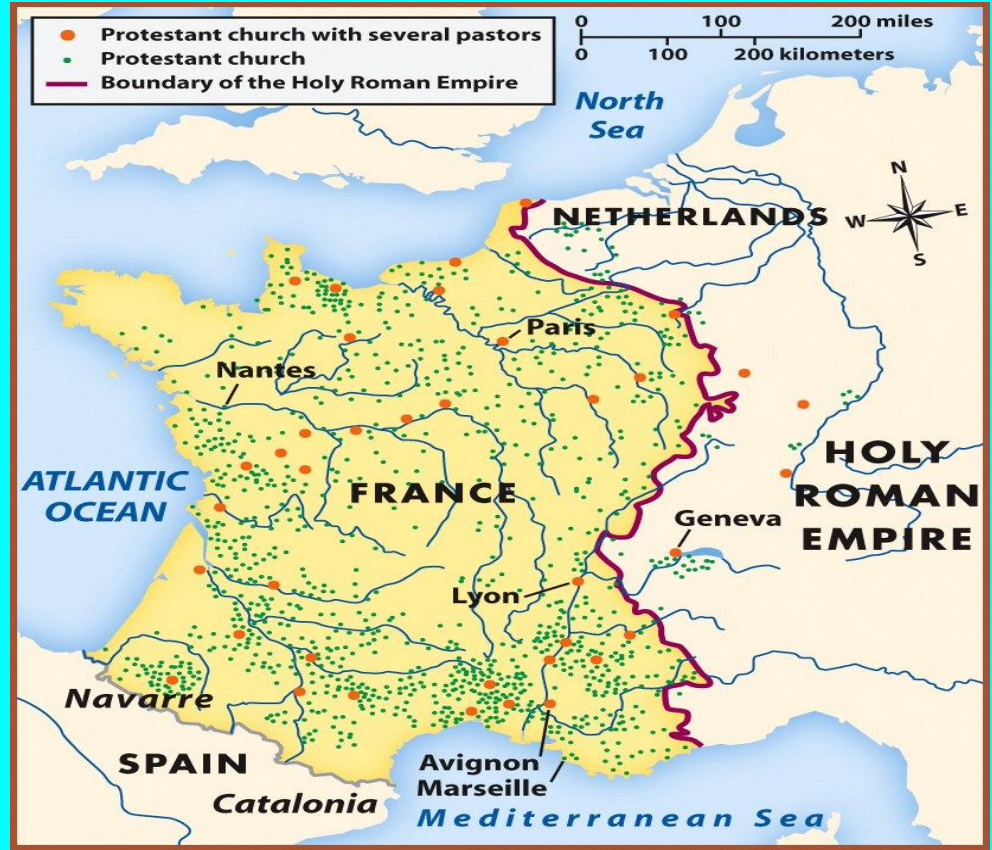 Protestant church with several pastors
Protestant church
Boundary of the Holy Roman Empire
0 100 200 miles
0 100 200 kilometers
North
Sea
N
W E
S
NETHERLANDS
Paris
Nantes
ATLANTIC
OCEAN
FRANCE
HOLY
ROMAN
EMPIRE
Geneva
Lyon
Navarre
SPAIN
Catalonia
Avignon
Marseille
Mediterranean Sea